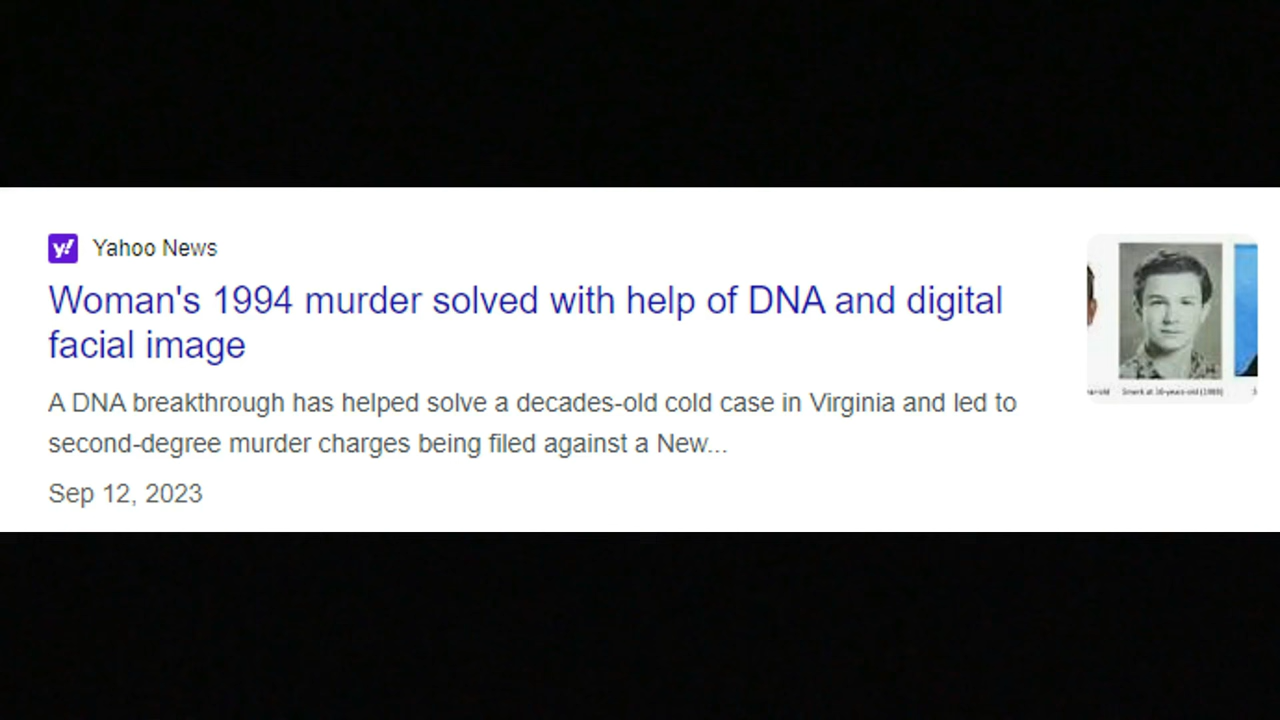 y!
Yahoo News
Woman's 1994 murder solved with help of DNA and digital
facial image
A DNA breakthrough has helped solve a decades-old cold case in Virginia and led to
second-degree murder charges being filed against a New...
Sep 12, 2023